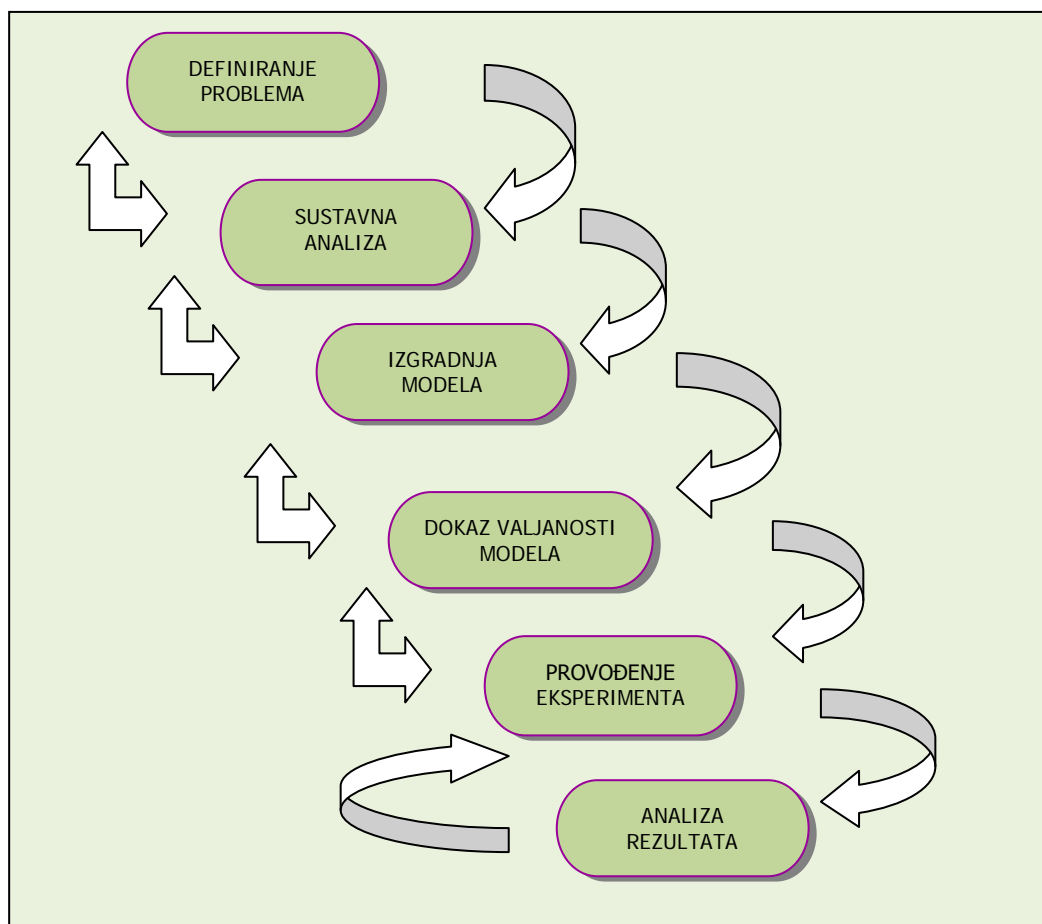 DEFINIRANJE
PROBLEMA
SUSTAVNA
ANALIZA
IZGRADNJA
MODELA
DOKAZ VALJANOSTI
MODELA
PROVOĐENJE
EKSPERIMENTA
ANALIZA
REZULTATA